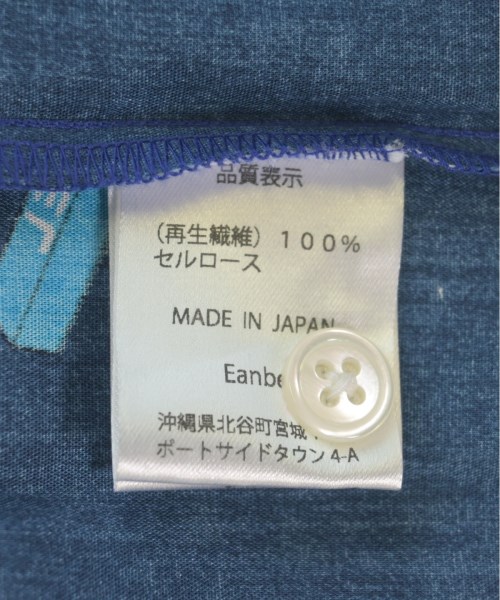 品質表示
（再生繊維）１００％
セルロース
MADE IN JAPAN
沖縄県北谷町宮城
ポートサイドタウン4-A